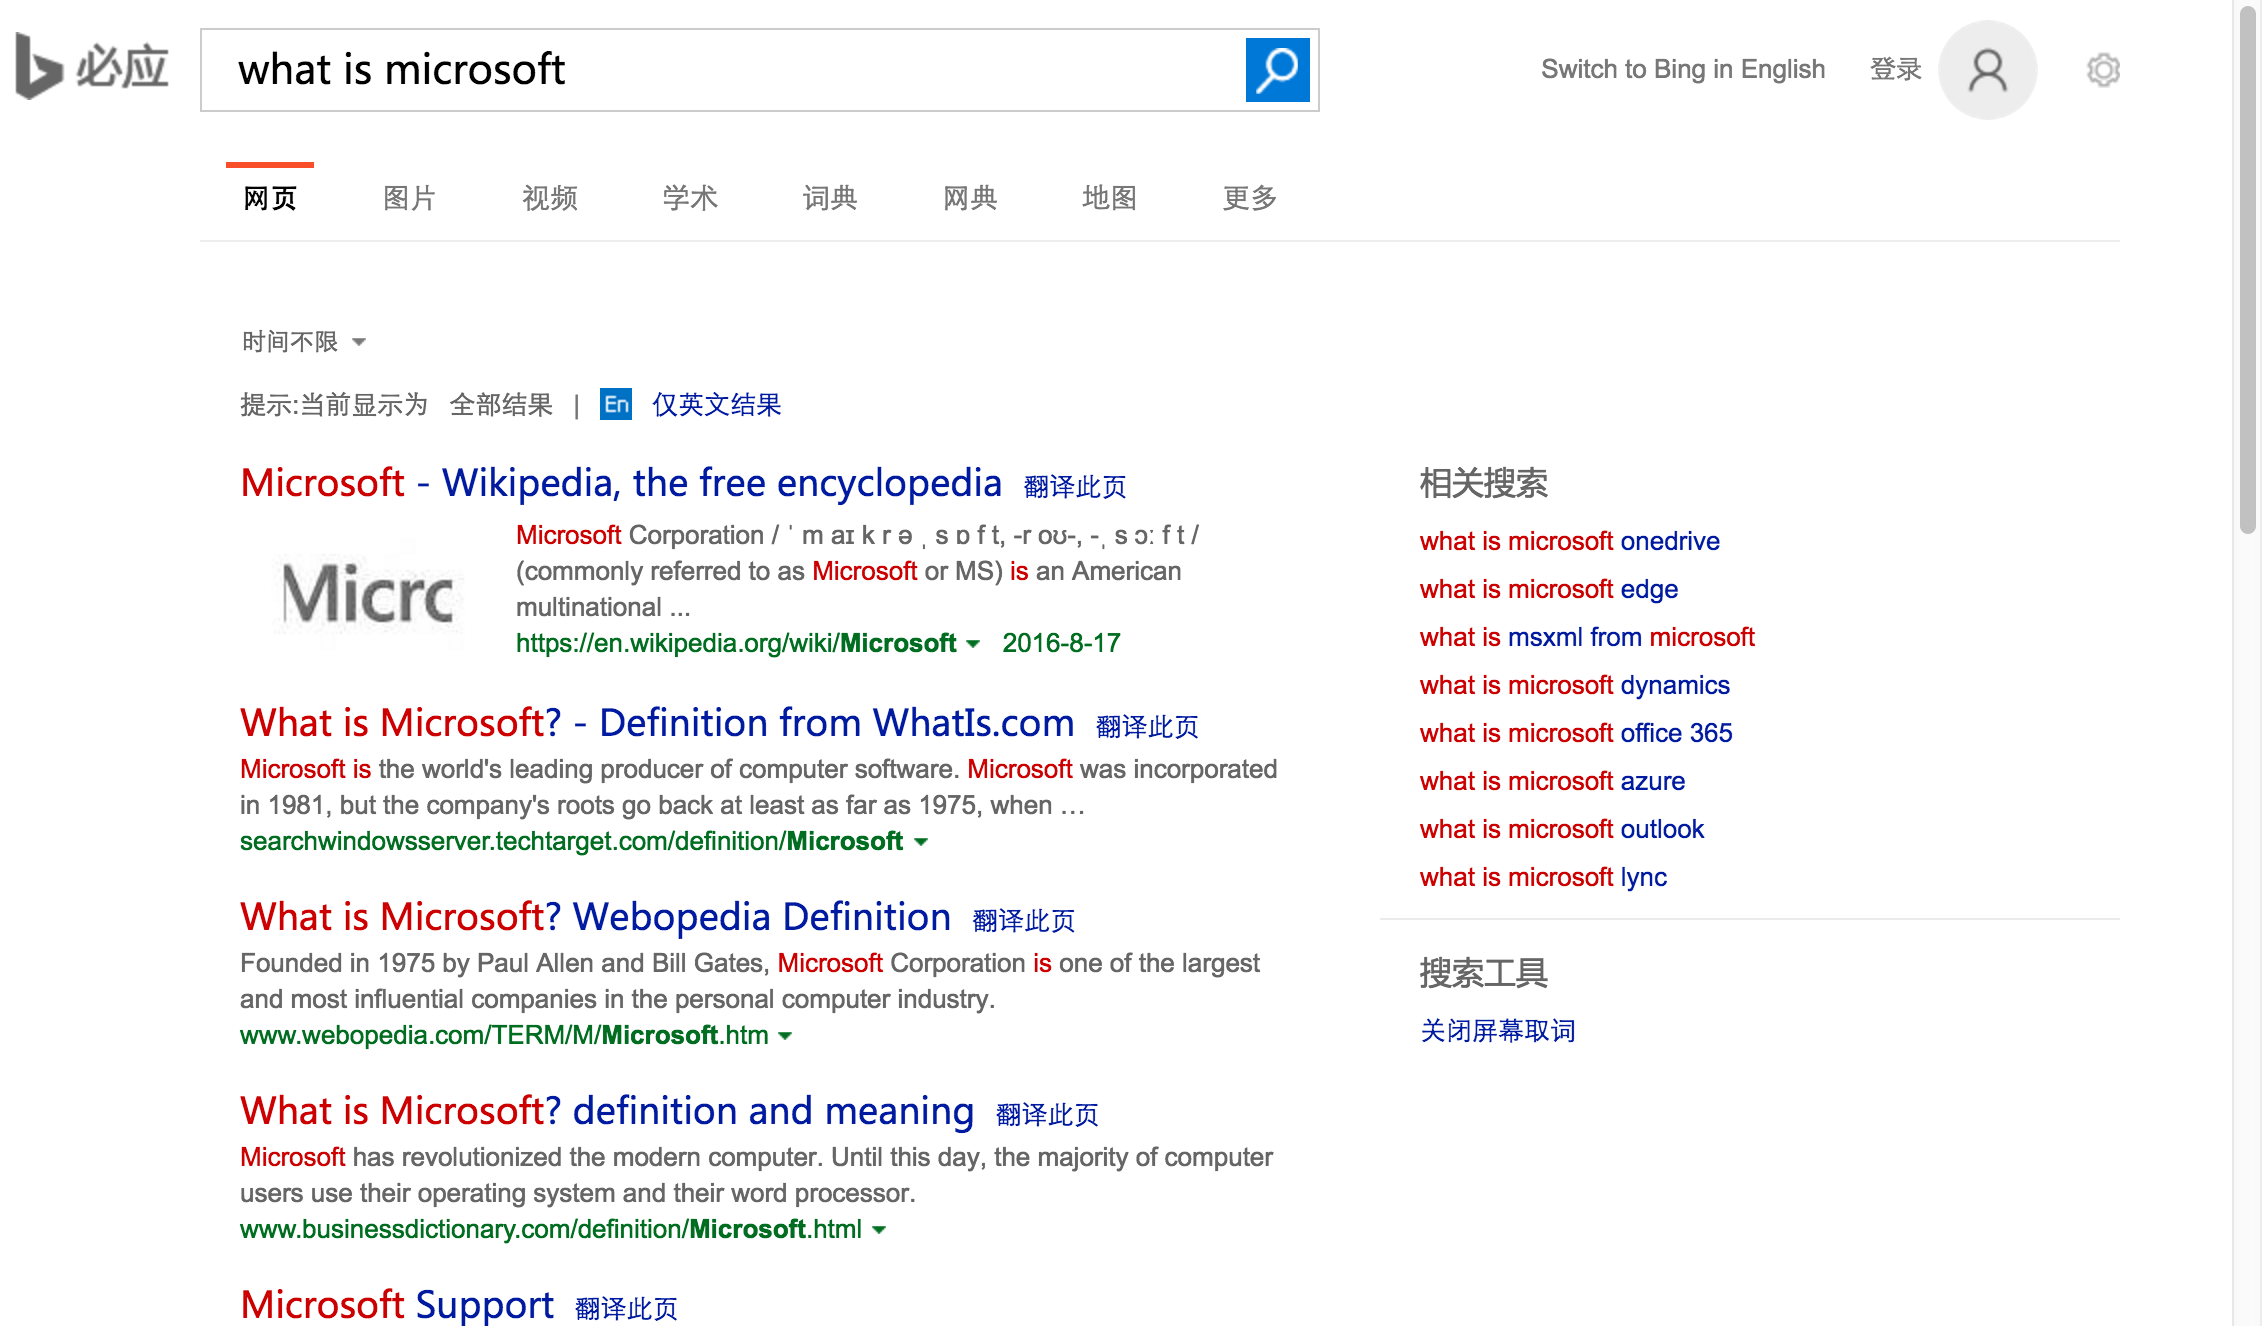 必应
what is microsoft
Switch to Bing in English
登录
网页
图片
视频
学术
词典
网典
地图
更多
时间不限
提示:当前显示为 全部结果 | En 仅英文结果
Microsoft - Wikipedia, the free encyclopedia 翻译此页
Micrc
Microsoft Corporation / ˈ m aɪ k r ə ˌ s ɒ f t, -r oʊ-, -ˌ s ɔː f t /
(commonly referred to as Microsoft or MS) is an American
multinational ...
https://en.wikipedia.org/wiki/Microsoft 2016-8-17
What is Microsoft? - Definition from WhatIs.com 翻译此页
Microsoft is the world's leading producer of computer software. Microsoft was incorporated
in 1981, but the company's roots go back at least as far as 1975, when …
searchwindowsserver.techtarget.com/definition/Microsoft
What is Microsoft? Webopedia Definition 翻译此页
Founded in 1975 by Paul Allen and Bill Gates, Microsoft Corporation is one of the largest
and most influential companies in the personal computer industry.
www.webopedia.com/TERM/M/Microsoft.htm
What is Microsoft? definition and meaning 翻译此页
Microsoft has revolutionized the modern computer. Until this day, the majority of computer
users use their operating system and their word processor.
www.businessdictionary.com/definition/Microsoft.html
Microsoft Support 翻译此页
相关搜索
what is microsoft onedrive
what is microsoft edge
what is msxml from microsoft
what is microsoft dynamics
what is microsoft office 365
what is microsoft azure
what is microsoft outlook
what is microsoft lync
搜索工具
关闭屏幕取词